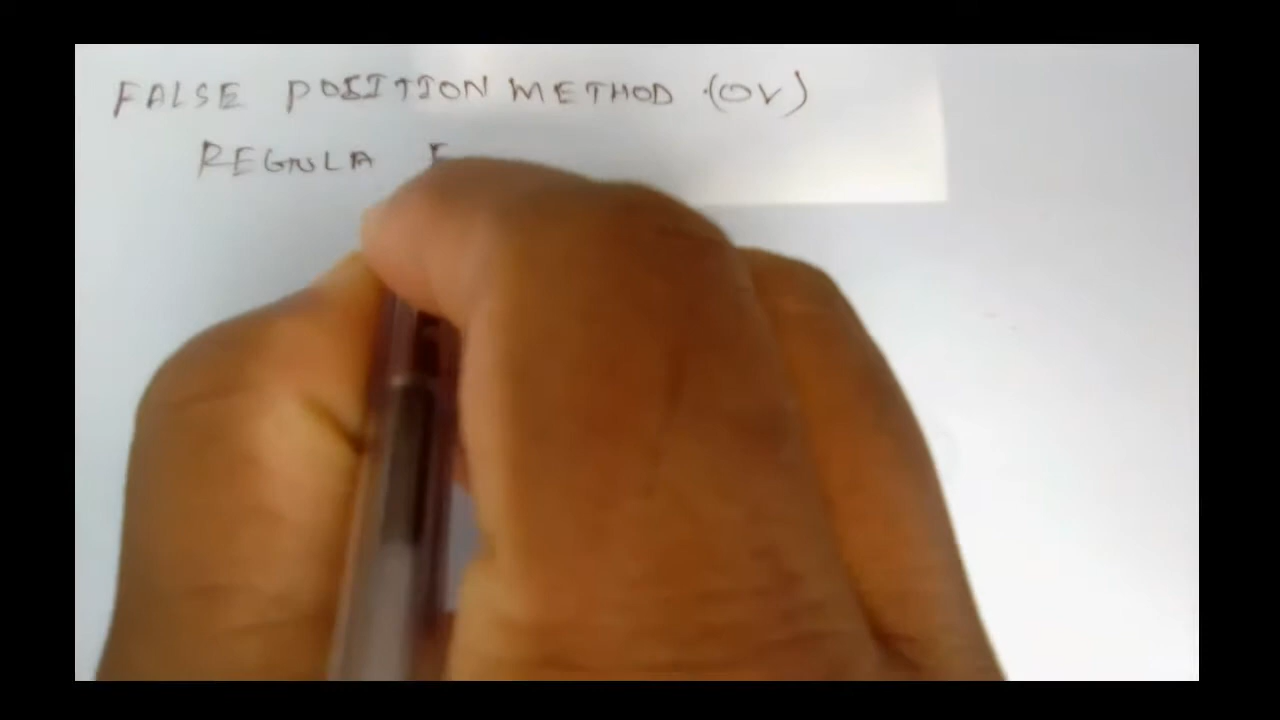 FALSE POSITION METHOD (OR)
REGULA F